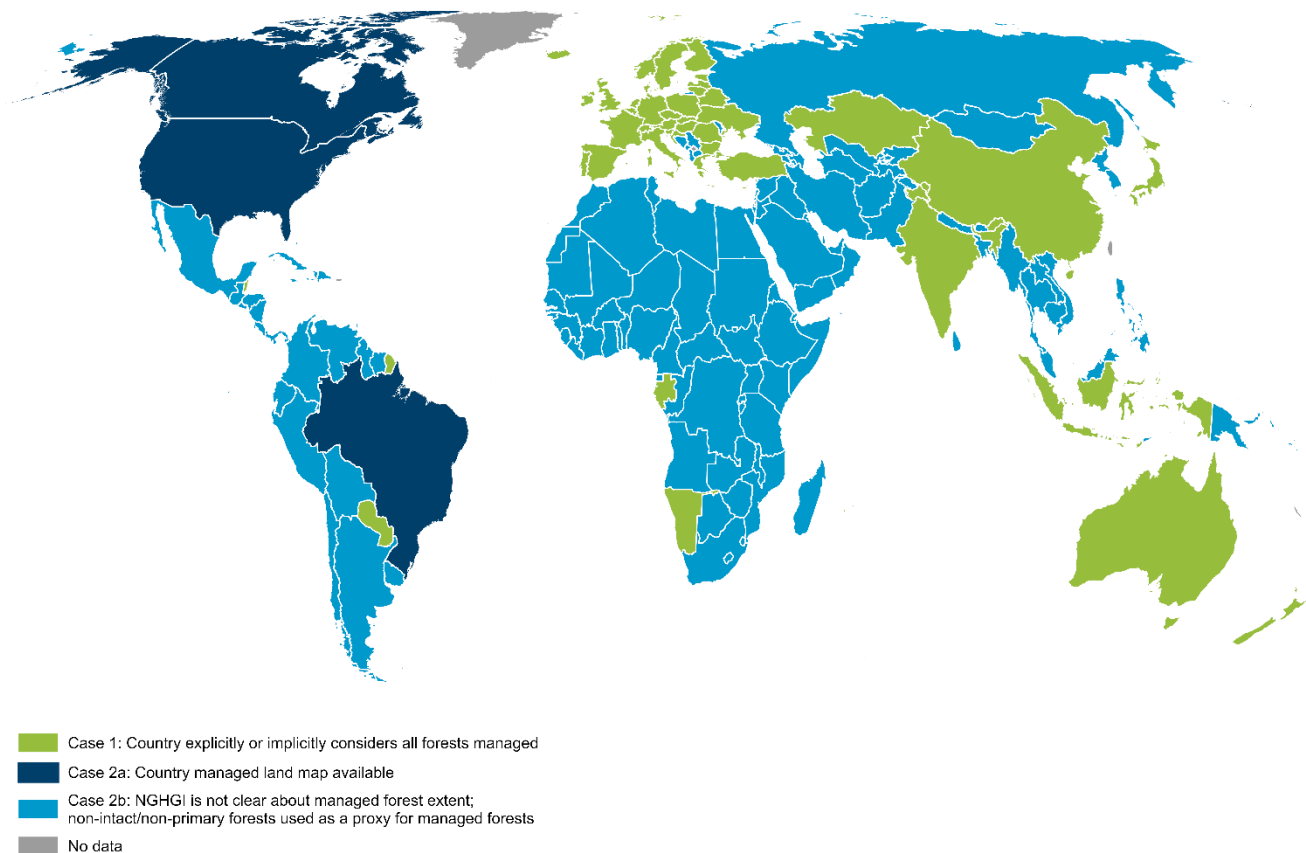 Case 1: Country explicitly or implicitly considers all forests managed
Case 2a: Country managed land map available
Case 2b: NGHGI is not clear about managed forest extent;
non-intact/non-primary forests used as a proxy for managed forests
No data